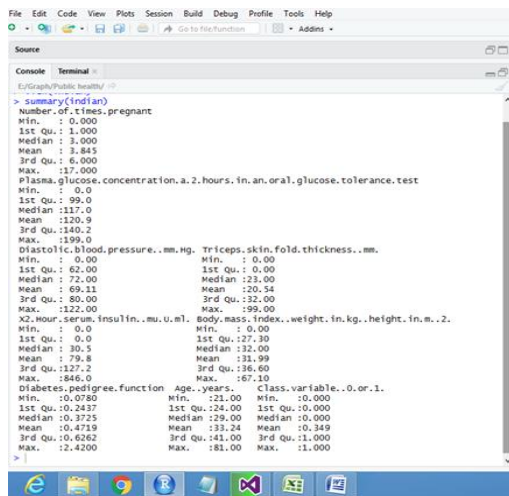 File Edit Code View Plots Session Build Debug Profile Tools Help
Go to file/function Addins
Source
Console Terminal ×
E:/Graph/Public health/
> summary(indian)
Number.of.times.pregnant
Min. : 0.000
1st Qu.: 1.000
Median : 3.000
Mean : 3.845
3rd Qu.: 6.000
Max. :17.000
Plasma.glucose.concentration.a.2.hours.in.an.oral.glucose.tolerance.test
Min. : 0.0
1st Qu.: 99.0
Median :117.0
Mean :120.9
3rd Qu.:140.2
Max. :199.0
Diastolic.blood.pressure..mm.Hg. Triceps.skin.fold.thickness..mm.
Min. : 0.00 Min. : 0.00
1st Qu.: 62.00 1st Qu.: 0.00
Median : 72.00 Median :23.00
Mean : 69.11 Mean :20.54
3rd Qu.: 80.00 3rd Qu.:32.00
Max. :122.00 Max. :99.00
X2.Hour.serum.insulin..mu.U.ml. Body.mass.index..weight.in.kg..height.in.m..2.
Min. : 0.0 Min. : 0.00
1st Qu.: 0.0 1st Qu.:27.30
Median : 30.5 Median :32.00
Mean : 79.8 Mean :31.99
3rd Qu.:127.2 3rd Qu.:36.60
Max. :846.0 Max. :67.10
Diabetes.pedigree.function Age..years. Class.variable..0.or.1.
Min. :0.0780 Min. :21.00 Min. :0.000
1st Qu.:0.2437 1st Qu.:24.00 1st Qu.:0.000
Median :0.3725 Median :29.00 Median :0.000
Mean :0.4719 Mean :33.24 Mean :0.349
3rd Qu.:0.6262 3rd Qu.:41.00 3rd Qu.:1.000
Max. :2.4200 Max. :81.00 Max. :1.000
>